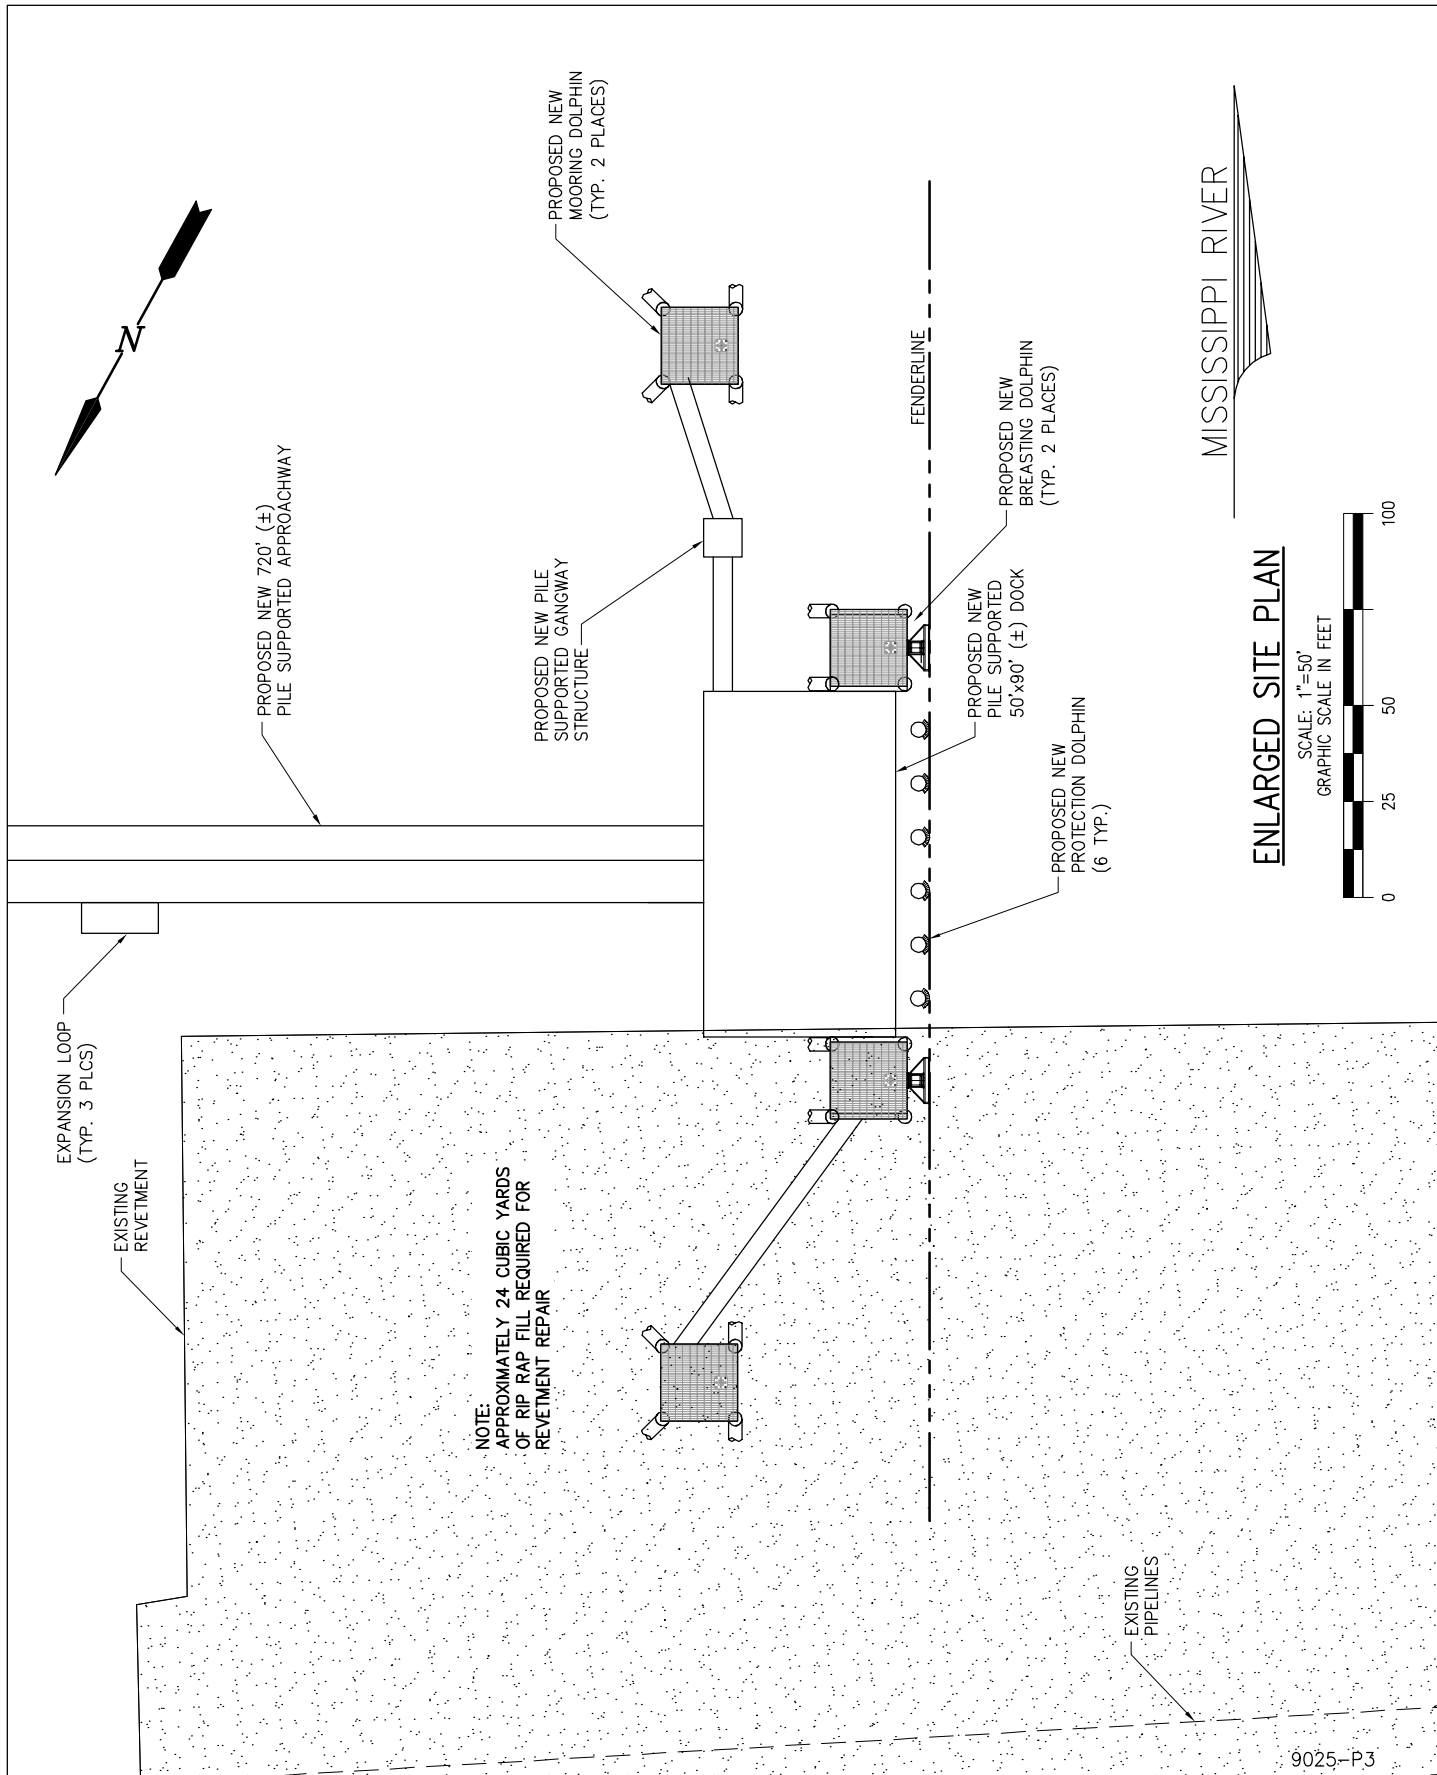 PROPOSED NEW
MOORING DOLPHIN
(TYP. 2 PLACES)
N
PROPOSED NEW 720' (±)
PILE SUPPORTED APPROACHWAY
PROPOSED NEW PILE
SUPPORTED GANGWAY
STRUCTURE
FENDERLINE
PROPOSED NEW
BREASTING DOLPHIN
(TYP. 2 PLACES)
MISSISSIPPI RIVER
PROPOSED NEW
PILE SUPPORTED
50'x90' (±) DOCK
PROPOSED NEW
PROTECTION DOLPHIN
(6 TYP.)
ENLARGED SITE PLAN
SCALE: 1"=50'
GRAPHIC SCALE IN FEET
0 25 50 100
EXPANSION LOOP
(TYP. 3 PLCS)
EXISTING
REVETMENT
NOTE:
APPROXIMATELY 24 CUBIC YARDS
OF RIP RAP FILL REQUIRED FOR
REVETMENT REPAIR
EXISTING
PIPELINES
9025-P3